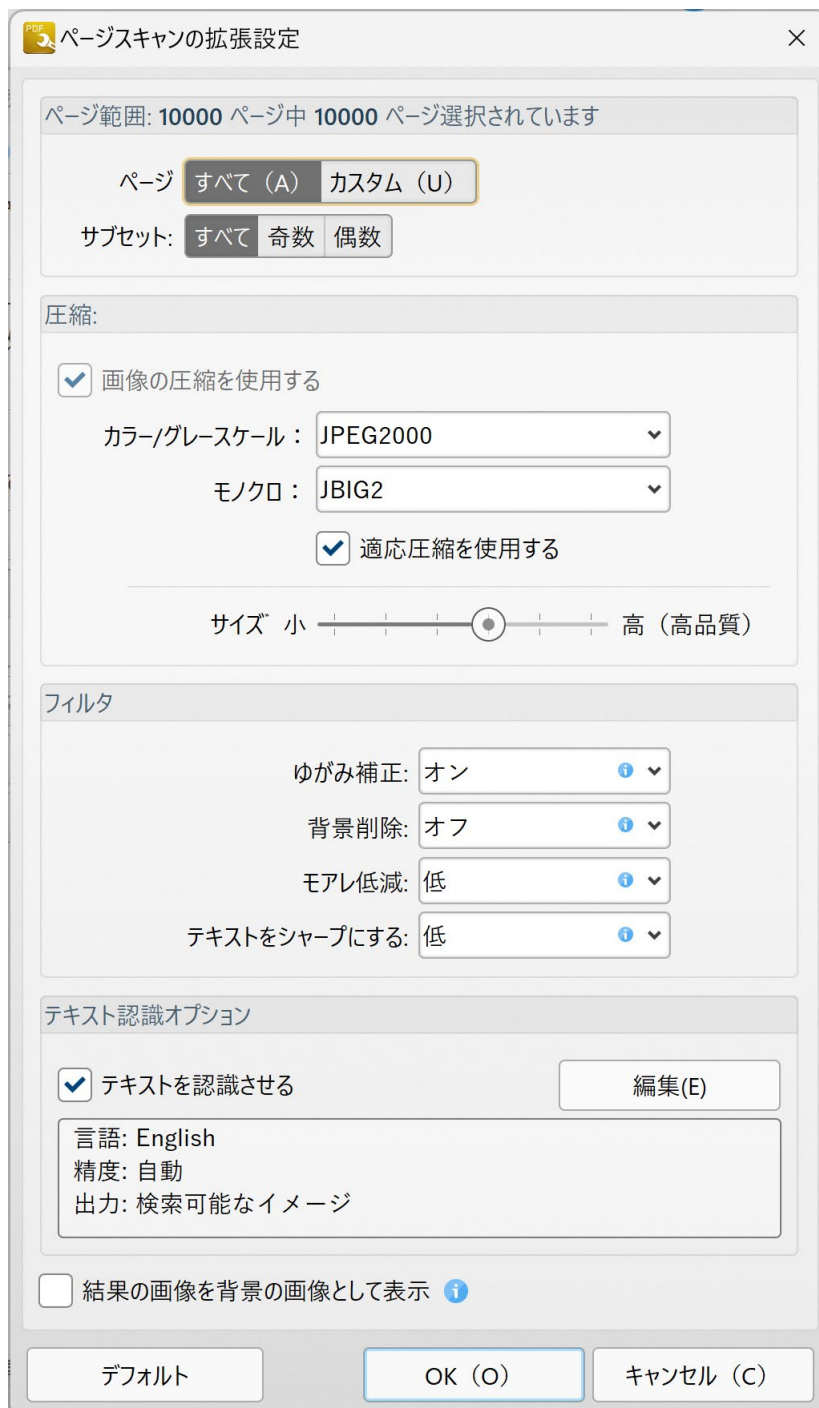 PDF
ページスキャンの拡張設定
ページ範囲: 10000 ページ中 10000 ページ選択されています
ページ すべて（A） カスタム（U）
サブセット: すべて 奇数 偶数
圧縮:
画像の圧縮を使用する
カラー/グレースケール： JPEG2000
モノクロ： JBIG2
適応圧縮を使用する
サイズ 小 高（高品質）
フィルタ
ゆがみ補正: オン
背景削除: オフ
モアレ低減: 低
テキストをシャープにする: 低
テキスト認識オプション
テキストを認識させる 編集(E)
言語: English
精度: 自動
出力: 検索可能なイメージ
結果の画像を背景の画像として表示
デフォルト OK（O） キャンセル（C）